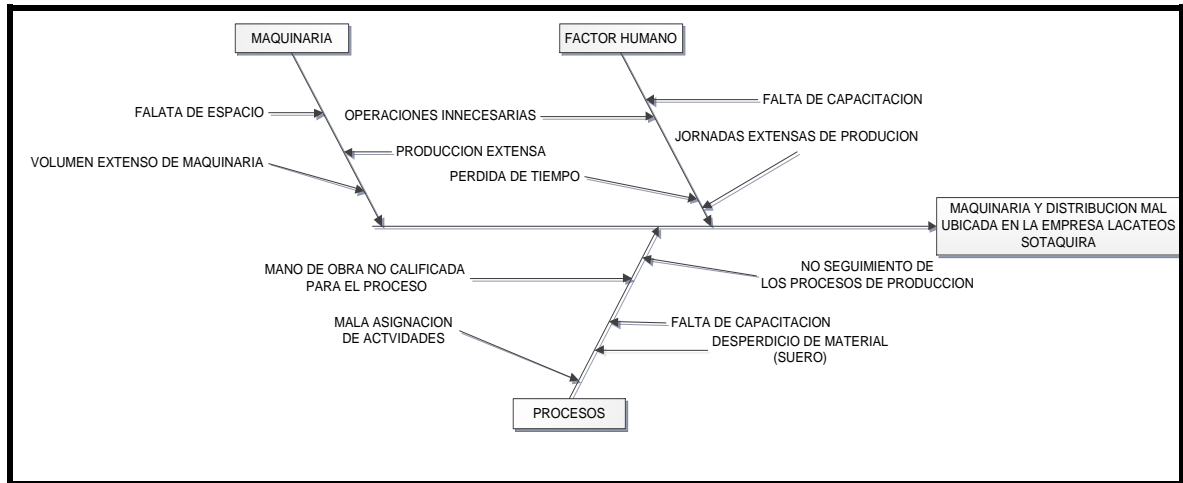 MAQUINARIA
FACTOR HUMANO
FALATA DE ESPACIO
OPERACIONES INNECESARIAS
FALTA DE CAPACITACION
JORNADAS EXTENSAS DE PRODUCION
VOLUMEN EXTENSO DE MAQUINARIA
PRODUCCION EXTENSA
PERDIDA DE TIEMPO
MAQUINARIA Y DISTRIBUCION MAL
UBICADA EN LA EMPRESA LACATEOS
SOTAQUIRA
MANO DE OBRA NO CALIFICADA
PARA EL PROCESO
NO SEGUIMIENTO DE
LOS PROCESOS DE PRODUCCION
MALA ASIGNACION
DE ACTVIDADES
FALTA DE CAPACITACION
DESPERDICIO DE MATERIAL
(SUERO)
PROCESOS